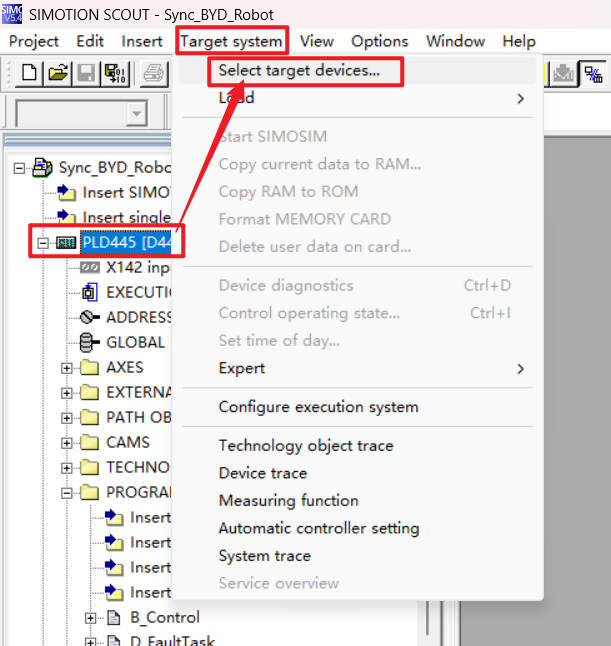 SIMOTION SCOUT - Sync_BYD_Robot
Project Edit Insert Target system View Options Window Help
Select target devices...
Load
Start SIMOSIM
Copy current data to RAM...
Copy RAM to ROM
Format MEMORY CARD
Delete user data on card...
Device diagnostics Ctrl+D
Control operating state... Ctrl+I
Set time of day...
Expert
Configure execution system
Technology object trace
Device trace
Measuring function
Automatic controller setting
System trace
Service overview
Sync_BYD_Robo
Insert SIMO
Insert single
PLD445 [D44
X142 inp
EXECUTI
ADDRESS
GLOBAL
AXES
EXTERNA
PATH OB
CAMS
TECHNO
PROGRA
Insert
Insert
Insert
Insert
B_Control
D_FaultTask